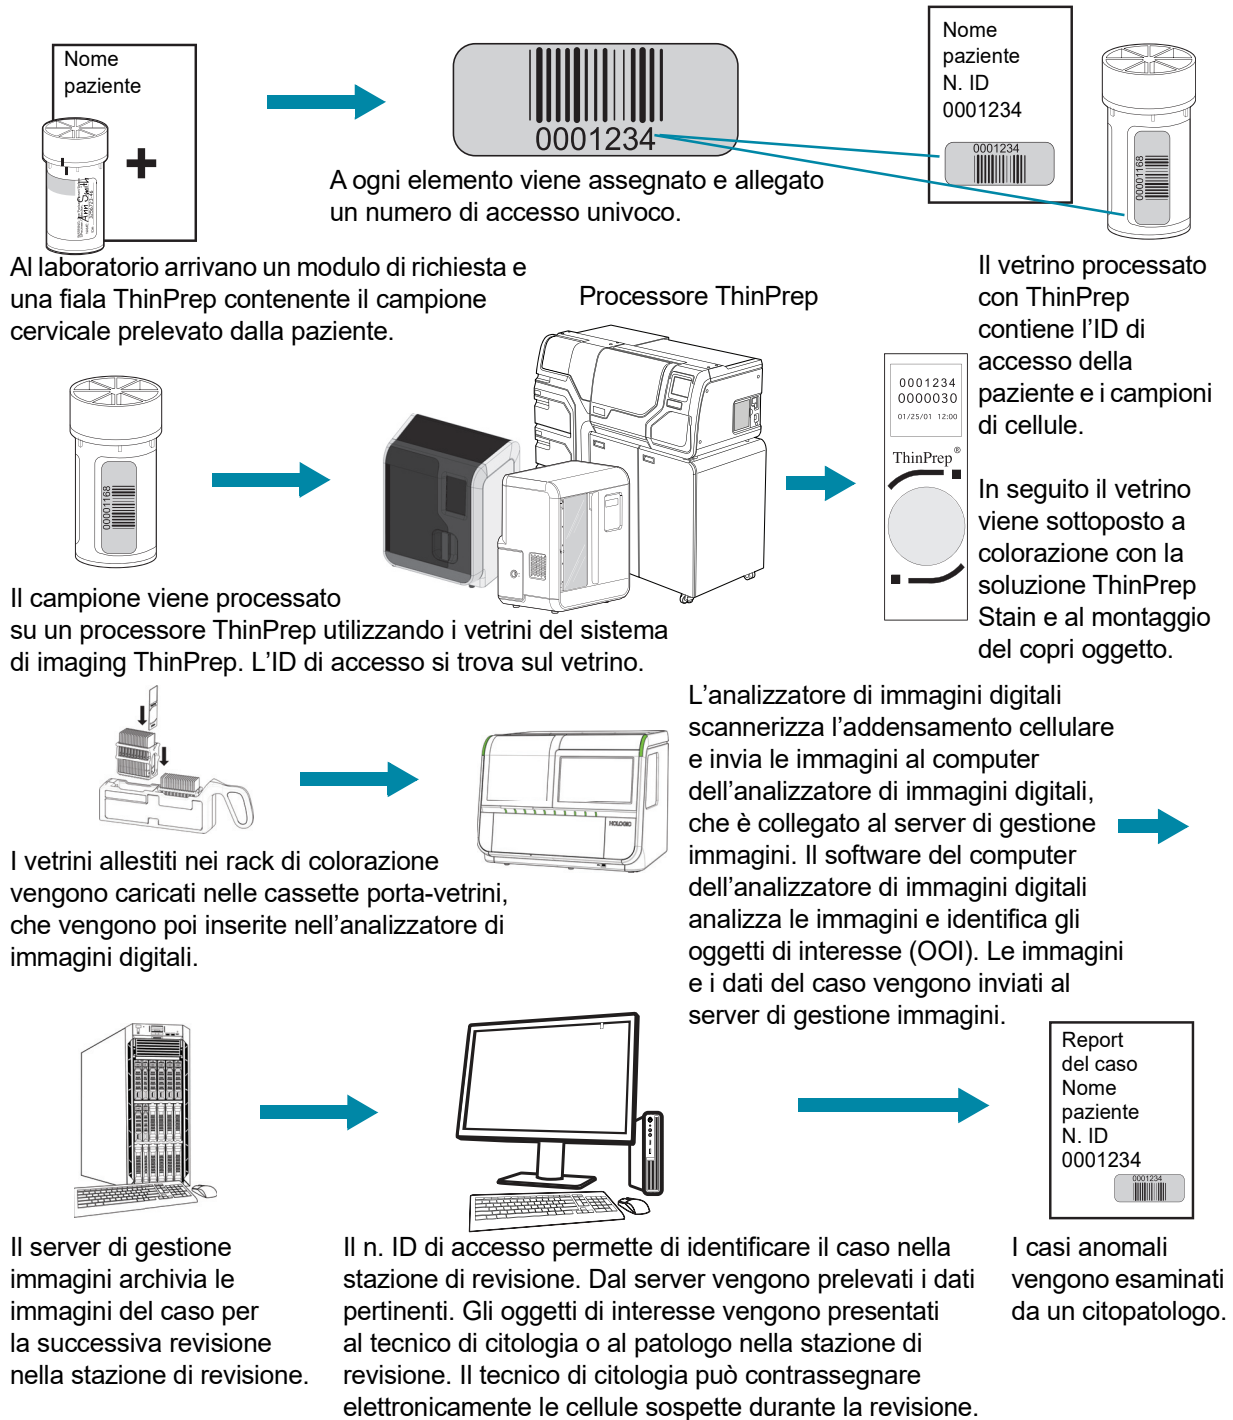 Nome
paziente
Ann Smith
0001234
A ogni elemento viene assegnato e allegato
un numero di accesso univoco.
Nome
paziente
N. ID
0001234
0001234
00001168
Al laboratorio arrivano un modulo di richiesta e
una fiala ThinPrep contenente il campione
cervicale prelevato dalla paziente.
00001168
Il campione viene processato
su un processore ThinPrep utilizzando i vetrini del sistema
di imaging ThinPrep. L’ID di accesso si trova sul vetrino.
Processore ThinPrep
0001234
0000030
01/25/01 12:00
ThinPrep®
Il vetrino processato
con ThinPrep
contiene l’ID di
accesso della
paziente e i campioni
di cellule.
In seguito il vetrino
viene sottoposto a
colorazione con la
soluzione ThinPrep
Stain e al montaggio
del copri oggetto.
I vetrini allestiti nei rack di colorazione
vengono caricati nelle cassette porta-vetrini,
che vengono poi inserite nell’analizzatore di
immagini digitali.
HOLOGIC
L’analizzatore di immagini digitali
scannerizza l’addensamento cellulare
e invia le immagini al computer
dell’analizzatore di immagini digitali,
che è collegato al server di gestione
immagini. Il software del computer
dell’analizzatore di immagini digitali
analizza le immagini e identifica gli
oggetti di interesse (OOI). Le immagini
e i dati del caso vengono inviati al
server di gestione immagini.
Il server di gestione
immagini archivia le
immagini del caso per
la successiva revisione
nella stazione di revisione.
Il n. ID di accesso permette di identificare il caso nella
stazione di revisione. Dal server vengono prelevati i dati
pertinenti. Gli oggetti di interesse vengono presentati
al tecnico di citologia o al patologo nella stazione di
revisione. Il tecnico di citologia può contrassegnare
elettronicamente le cellule sospette durante la revisione.
Report
del caso
Nome
paziente
N. ID
0001234
0001234
I casi anomali
vengono esaminati
da un citopatologo.